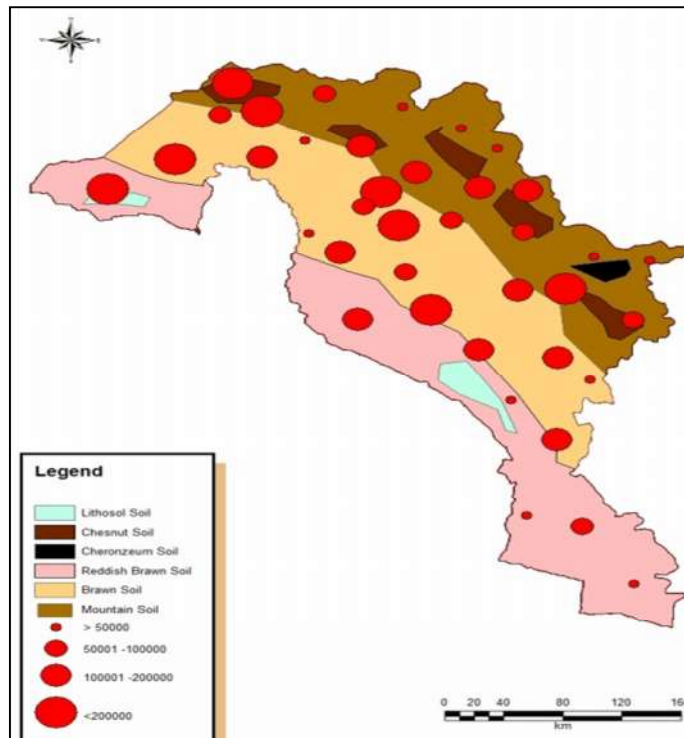 Legend
Lithosol Soil
Chesnut Soil
Cheronzeum Soil
Reddish Brawn Soil
Brawn Soil
Mountain Soil
> 50000
50001 -100000
100001 -200000
<200000
0 20 40 80 120 16
km